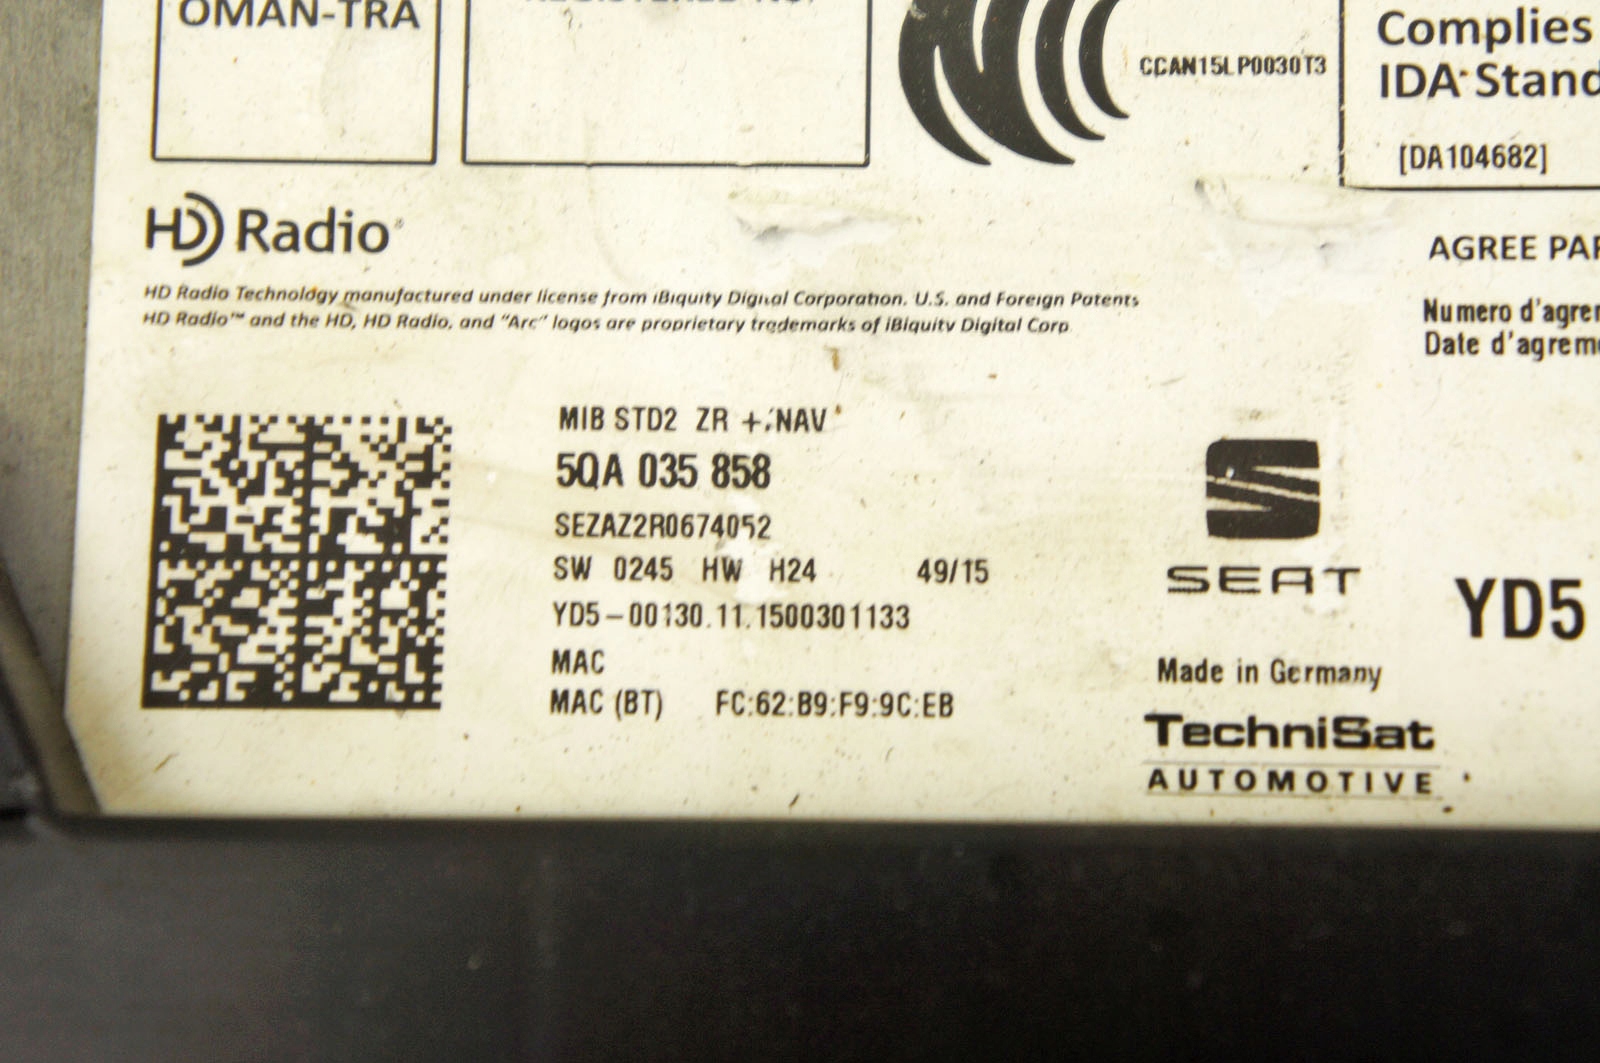 OMAN-TRA
CCAN15LP0030T3
Complies
IDA Stand
[DA104682]
HD Radio®
HD Radio Technology manufactured under license from iBiquity Digital Corporation. U.S. and Foreign Patents
HD Radio™ and the HD, HD Radio, and "Arc" logos are proprietary trademarks of iBiquity Digital Corp
AGREE PAR
Numero d'agrem
Date d'agreme
MIB STD2 ZR + NAV
5QA 035 858
SEZAZ2R0674052
SW 0245 HW H24 49/15
YD5-00130.11.1500301133
MAC
MAC (BT) FC:62:B9:F9:9C:EB
SEAT
YD5
Made in Germany
TechniSat
AUTOMOTIVE